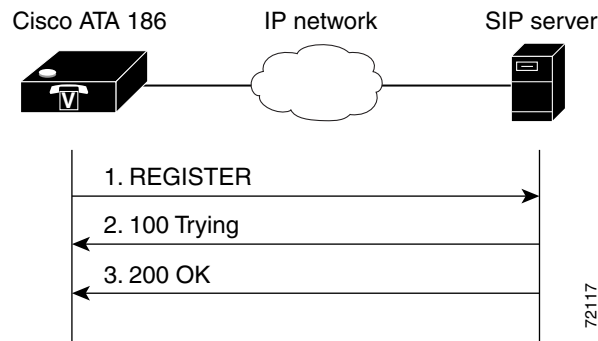 Cisco ATA 186
IP network
SIP server
V
1. REGISTER
2. 100 Trying
3. 200 OK
72117